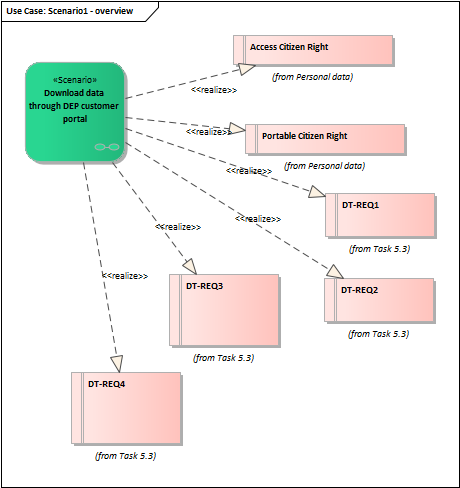 Use Case: Scenario1 - overview
«Scenario»
Download data
through DEP customer
portal
Access Citizen Right
(from Personal data)
<<realize>>
Portable Citizen Right
(from Personal data)
<<realize>>
<<realize>>
DT-REQ1
(from Task 5.3)
<<realize>>
DT-REQ2
(from Task 5.3)
<<realize>>
DT-REQ3
(from Task 5.3)
<<realize>>
DT-REQ4
(from Task 5.3)